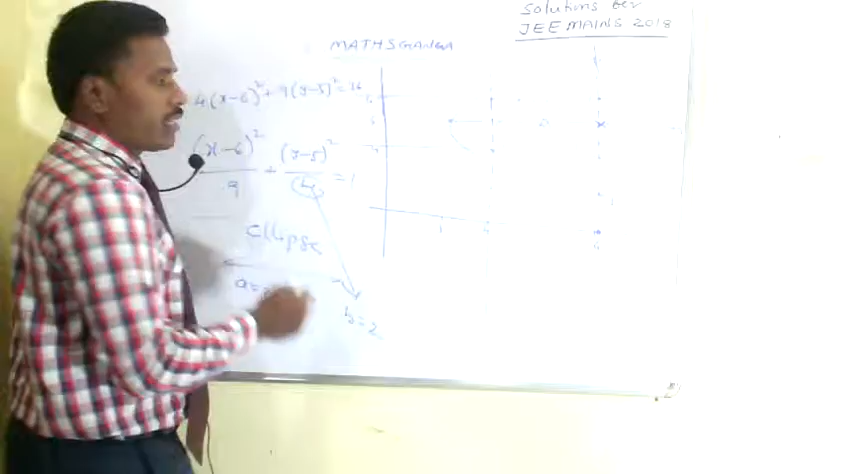 solutions for
JEE MAINS 2018
MATHSGANGA
4(x-6)²+9(y-5)²=36
(x-6)²/9 + (y-5)²/4 = 1
Ellipse
a=
b=2